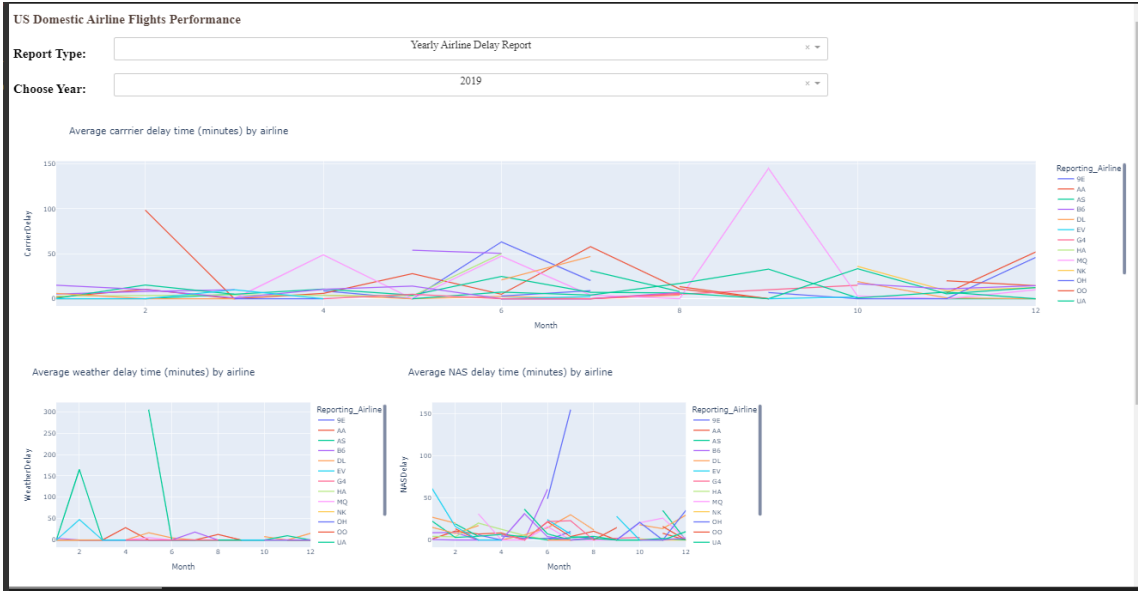 US Domestic Airline Flights Performance
Report Type:
Yearly Airline Delay Report
×
Choose Year:
2019
×
Average carrrier delay time (minutes) by airline
CarrierDelay
150
100
50
0
2
4
6
8
10
12
Month
Reporting_Airline
9E
AA
AS
B6
DL
EV
G4
HA
MQ
NK
OH
OO
UA
Average weather delay time (minutes) by airline
WeatherDelay
300
250
200
150
100
50
0
2
4
6
8
10
12
Month
Reporting_Airline
9E
AA
AS
B6
DL
EV
G4
HA
MQ
NK
OH
OO
UA
Average NAS delay time (minutes) by airline
NASDelay
150
100
50
0
2
4
6
8
10
12
Month
Reporting_Airline
9E
AA
AS
B6
DL
EV
G4
HA
MQ
NK
OH
OO
UA